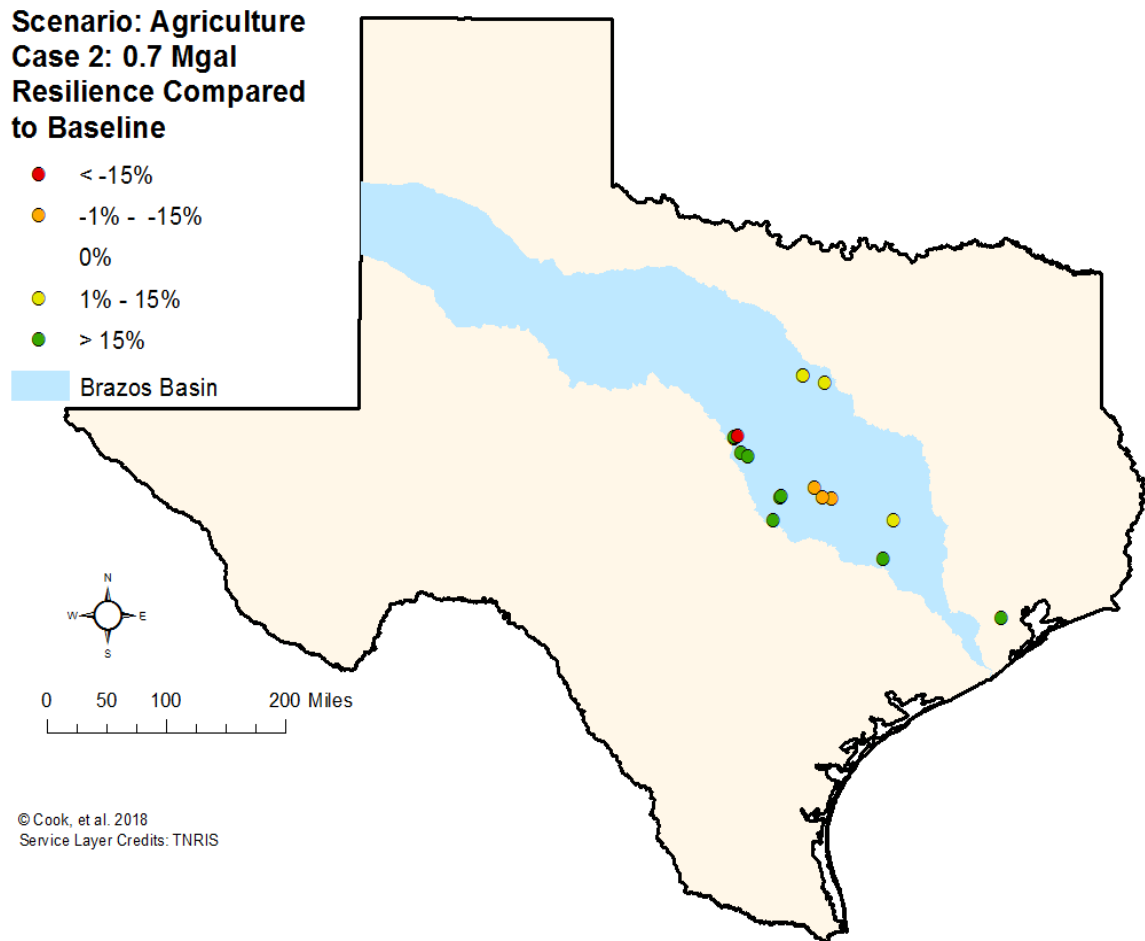 Scenario: Agriculture
Case 2: 0.7 Mgal
Resilience Compared
to Baseline
< -15%
-1% - -15%
0%
1% - 15%
> 15%
Brazos Basin
N
W E
S
0 50 100 200 Miles
© Cook, et al. 2018
Service Layer Credits: TNRIS